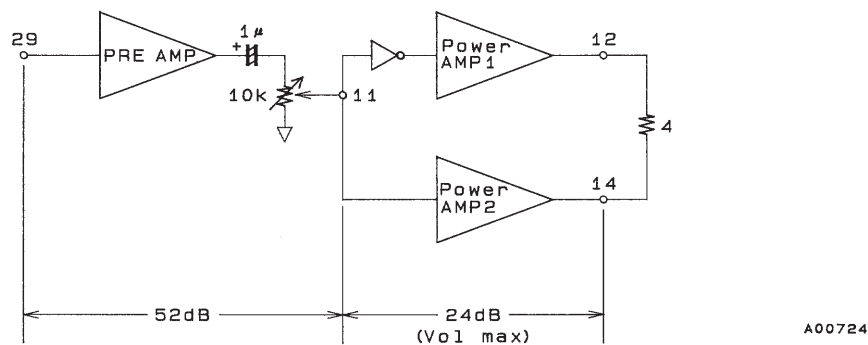 29
PRE AMP
1μ
+
10k
11
Power
AMP1
12
4
Power
AMP2
14
52dB
24dB
(Vol max)
A00724